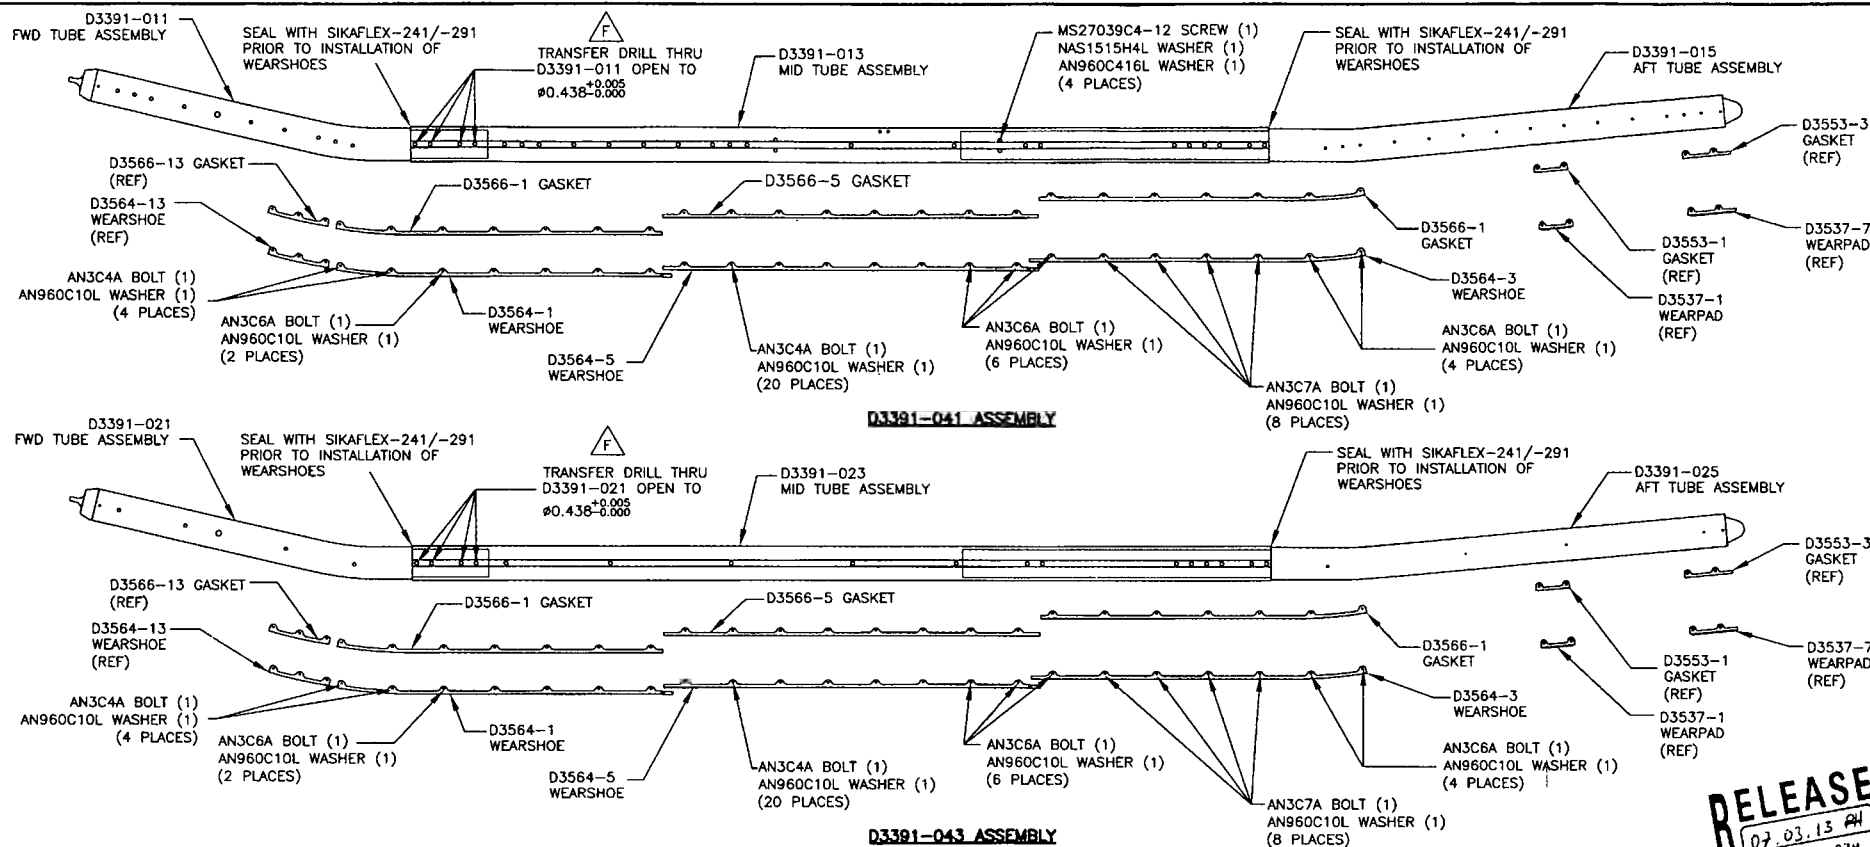 D3391-011
FWD TUBE ASSEMBLY
SEAL WITH SIKAFLEX-241/-291
PRIOR TO INSTALLATION OF
WEARSHOES
F
TRANSFER DRILL THRU
D3391-011 OPEN TO
ø0.438+0.005-0.000
D3391-013
MID TUBE ASSEMBLY
MS27039C4-12 SCREW (1)
NAS1515H4L WASHER (1)
AN960C416L WASHER (1)
(4 PLACES)
SEAL WITH SIKAFLEX-241/-291
PRIOR TO INSTALLATION OF
WEARSHOES
D3391-015
AFT TUBE ASSEMBLY
D3553-3
GASKET
(REF)
D3566-13 GASKET
(REF)
D3566-1 GASKET
D3566-5 GASKET
D3564-13
WEARSHOE
(REF)
D3566-1
GASKET
D3553-1
GASKET
(REF)
D3537-7
WEARPAD
(REF)
AN3C4A BOLT (1)
AN960C10L WASHER (1)
(4 PLACES)
AN3C6A BOLT (1)
AN960C10L WASHER (1)
(2 PLACES)
D3564-1
WEARSHOE
D3564-5
WEARSHOE
AN3C4A BOLT (1)
AN960C10L WASHER (1)
(20 PLACES)
AN3C6A BOLT (1)
AN960C10L WASHER (1)
(6 PLACES)
D3564-3
WEARSHOE
D3537-1
WEARPAD
(REF)
AN3C6A BOLT (1)
AN960C10L WASHER (1)
(4 PLACES)
AN3C7A BOLT (1)
AN960C10L WASHER (1)
(8 PLACES)
D3391-041 ASSEMBLY
D3391-021
FWD TUBE ASSEMBLY
SEAL WITH SIKAFLEX-241/-291
PRIOR TO INSTALLATION OF
WEARSHOES
F
TRANSFER DRILL THRU
D3391-021 OPEN TO
ø0.438+0.005-0.000
D3391-023
MID TUBE ASSEMBLY
SEAL WITH SIKAFLEX-241/-291
PRIOR TO INSTALLATION OF
WEARSHOES
D3391-025
AFT TUBE ASSEMBLY
D3553-3
GASKET
(REF)
D3566-13 GASKET
(REF)
D3566-1 GASKET
D3566-5 GASKET
D3564-13
WEARSHOE
(REF)
D3566-1
GASKET
D3553-1
GASKET
(REF)
D3537-7
WEARPAD
(REF)
AN3C4A BOLT (1)
AN960C10L WASHER (1)
(4 PLACES)
AN3C6A BOLT (1)
AN960C10L WASHER (1)
(2 PLACES)
D3564-1
WEARSHOE
D3564-5
WEARSHOE
AN3C4A BOLT (1)
AN960C10L WASHER (1)
(20 PLACES)
AN3C6A BOLT (1)
AN960C10L WASHER (1)
(6 PLACES)
D3564-3
WEARSHOE
D3537-1
WEARPAD
(REF)
AN3C6A BOLT (1)
AN960C10L WASHER (1)
(4 PLACES)
AN3C7A BOLT (1)
AN960C10L WASHER (1)
(8 PLACES)
D3391-043 ASSEMBLY
RELEASE
07.03.13